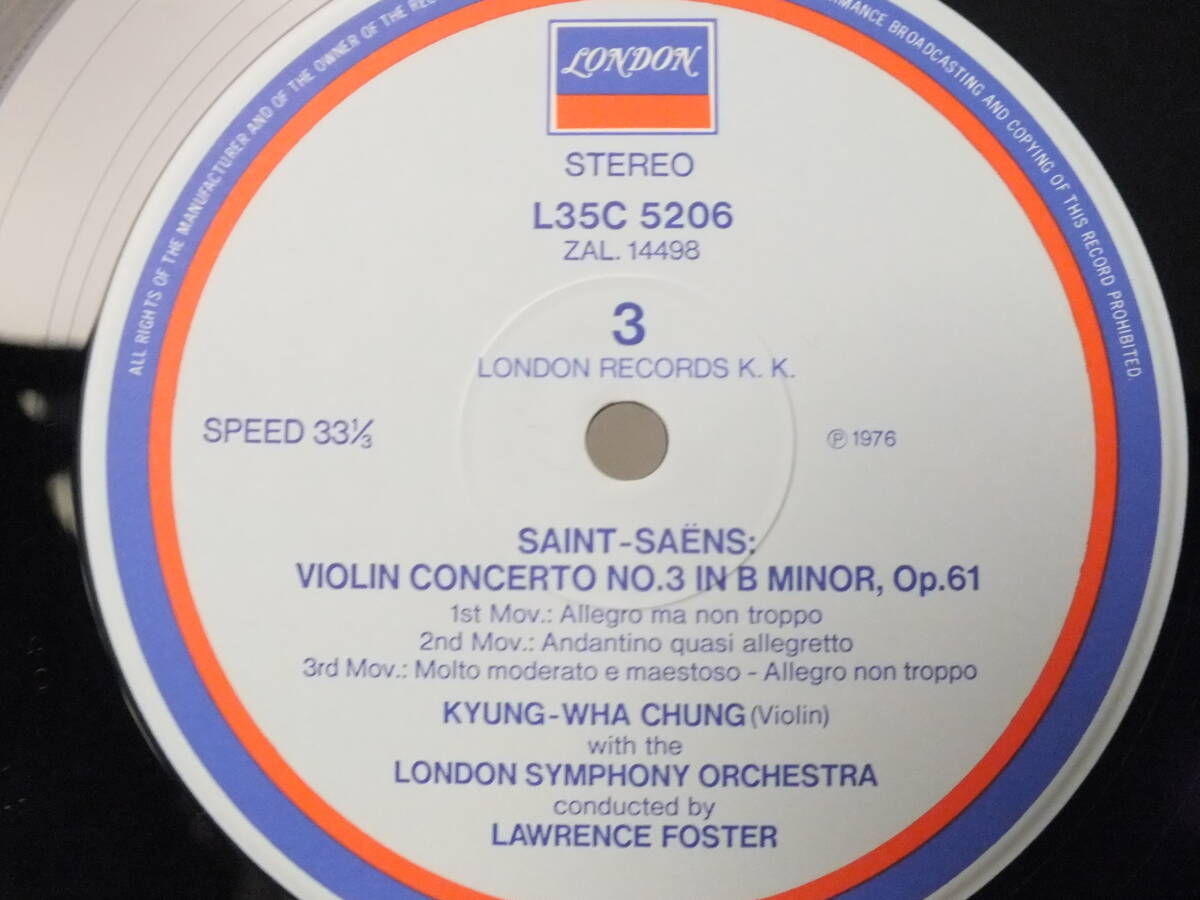 LONDON
STEREO
L35C 5206
ZAL. 14498
3
LONDON RECORDS K. K.
SPEED 33⅓
Ⓟ 1976
SAINT-SAËNS:
VIOLIN CONCERTO NO.3 IN B MINOR, Op.61
1st Mov.: Allegro ma non troppo
2nd Mov.: Andantino quasi allegretto
3rd Mov.: Molto moderato e maestoso - Allegro non troppo
KYUNG-WHA CHUNG (Violin)
with the
LONDON SYMPHONY ORCHESTRA
conducted by
LAWRENCE FOSTER
ALL RIGHTS OF THE MANUFACTURER AND OF THE OWNER OF THE
BROADCASTING AND COPYING OF THIS RECORD PROHIBITED.